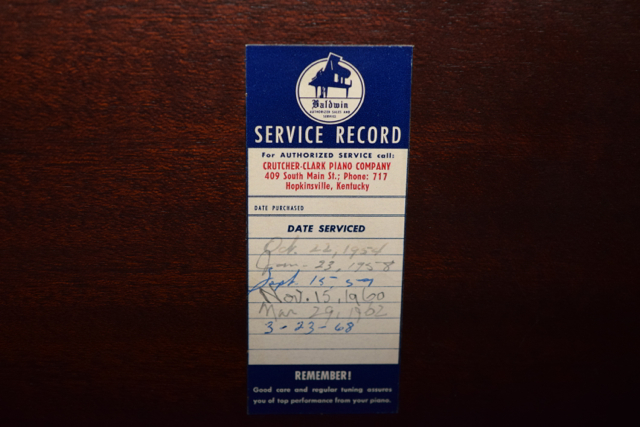 Baldwin
AUTHORIZED SALES AND
SERVICE
SERVICE RECORD
For AUTHORIZED SERVICE call:
CRUTCHER-CLARK PIANO COMPANY
409 South Main St.; Phone: 717
Hopkinsville, Kentucky
DATE PURCHASED
DATE SERVICED
Oct. 22, 1954
23, 1958
Sept. 15, 59
Nov. 15, 1960
Mar 29, 1962
3-23-68
REMEMBER!
Good care and regular tuning assures
you of top performance from your piano.